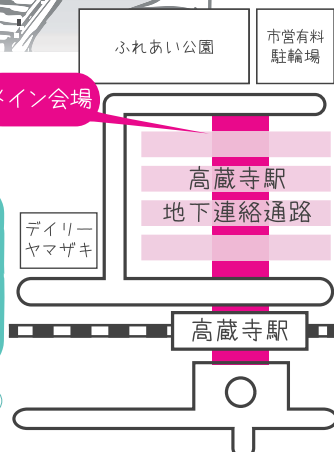 ふれあい公園
市営有料
駐輪場
メイン会場
高蔵寺駅
地下連絡通路
デイリー
ヤマザキ
高蔵寺駅